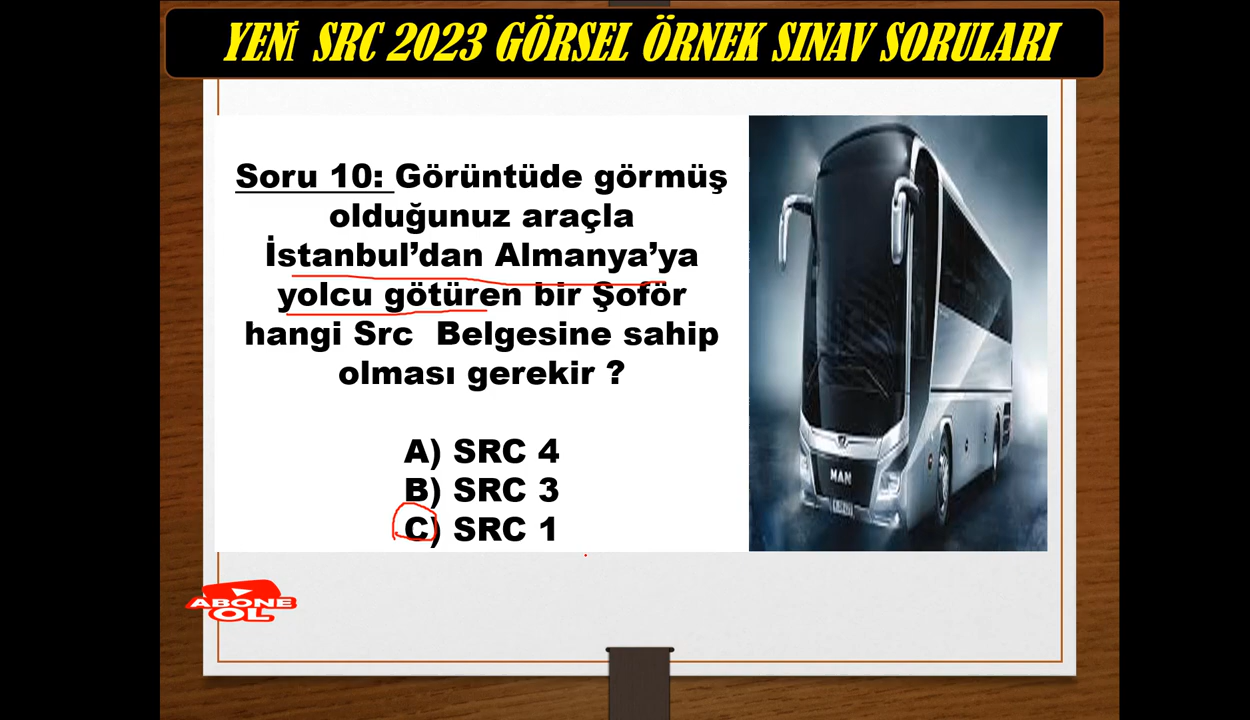 YENİ SRC 2023 GÖRSEL ÖRNEK SINAV SORULARI
Soru 10: Görüntüde görmüş
olduğunuz araçla
İstanbul’dan Almanya’ya
yolcu götüren bir Şoför
hangi Src Belgesine sahip
olması gerekir ?
A) SRC 4
B) SRC 3
C) SRC 1
MAN
ABONE
OL